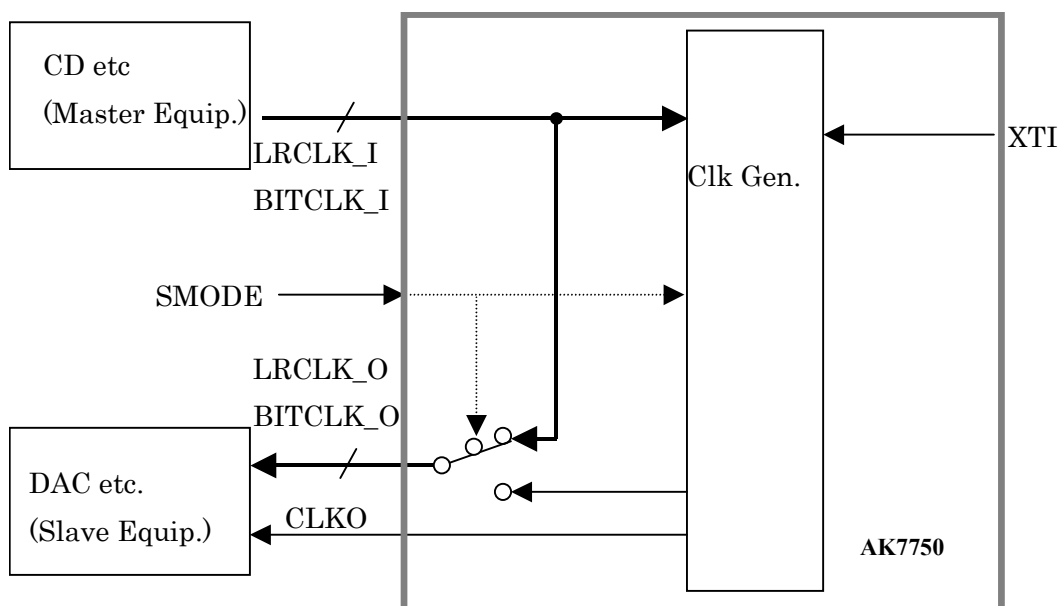 CD etc
(Master Equip.)
LRCLK_I
BITCLK_I
Clk Gen.
XTI
SMODE
LRCLK_O
BITCLK_O
DAC etc.
(Slave Equip.)
CLKO
AK7750